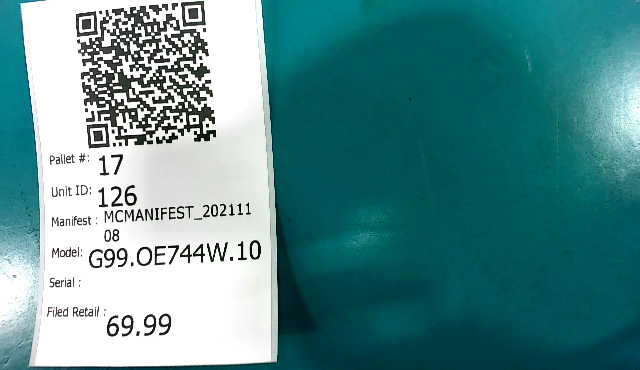 Pallet #: 17
Unit ID: 126
Manifest : MCMANIFEST_202111
08
Model: G99.OE744W.10
Serial :
Filed Retail : 69.99